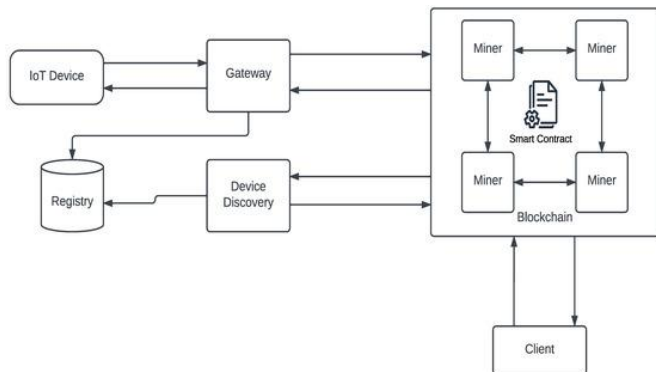 Miner
Miner
IoT Device
Gateway
Smart Contract
Miner
Miner
Registry
Device
Discovery
Blockchain
Client